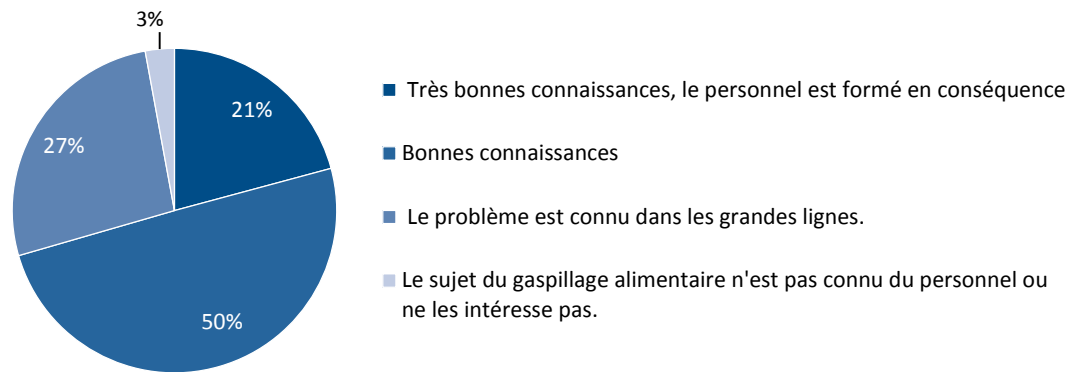 3%
21%
27%
50%
Très bonnes connaissances, le personnel est formé en conséquence
Bonnes connaissances
Le problème est connu dans les grandes lignes.
Le sujet du gaspillage alimentaire n'est pas connu du personnel ou
ne les intéresse pas.